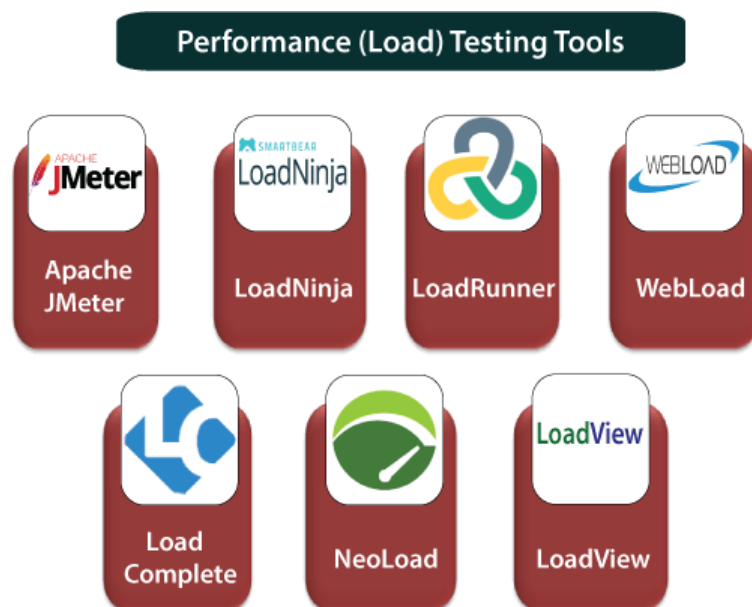 Performance (Load) Testing Tools
APACHE
JMeter
Apache
JMeter
SMARTBEAR
LoadNinja
LoadNinja
LoadRunner
WEBLOAD
WebLoad
LC
Load
Complete
NeoLoad
LoadView
LoadView